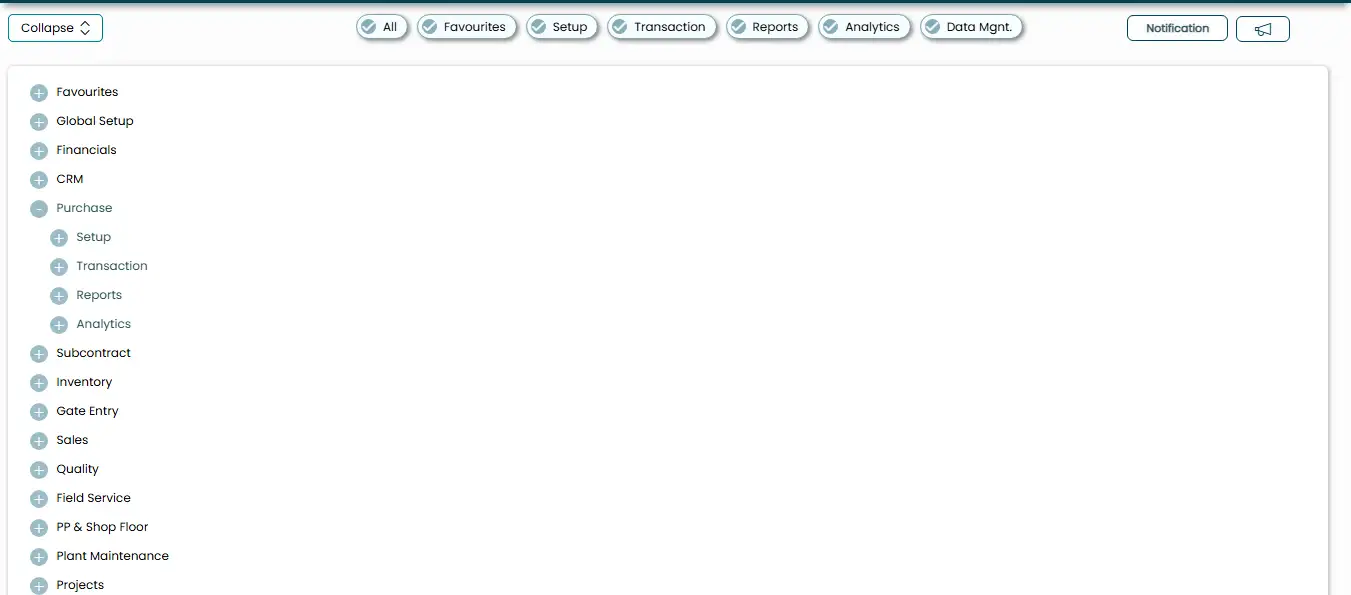 Collapse
All Favourites Setup Transaction Reports Analytics Data Mgnt.
Notification
Favourites
Global Setup
Financials
CRM
Purchase
Setup
Transaction
Reports
Analytics
Subcontract
Inventory
Gate Entry
Sales
Quality
Field Service
PP & Shop Floor
Plant Maintenance
Projects